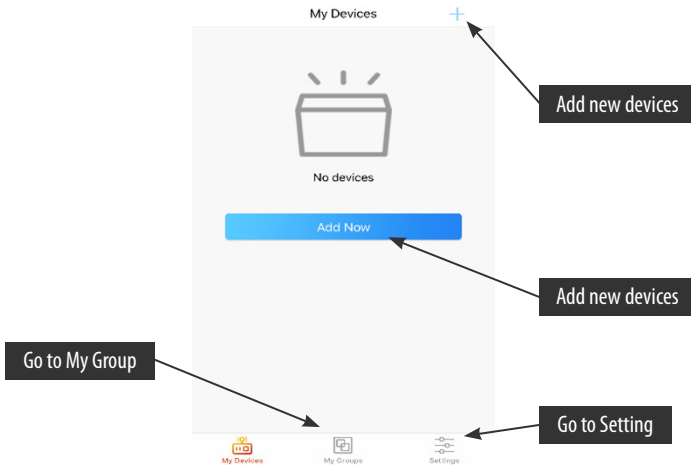 My Devices
Add new devices
No devices
Add Now
Add new devices
Go to My Group
Go to Setting
My Devices
My Groups
Settings